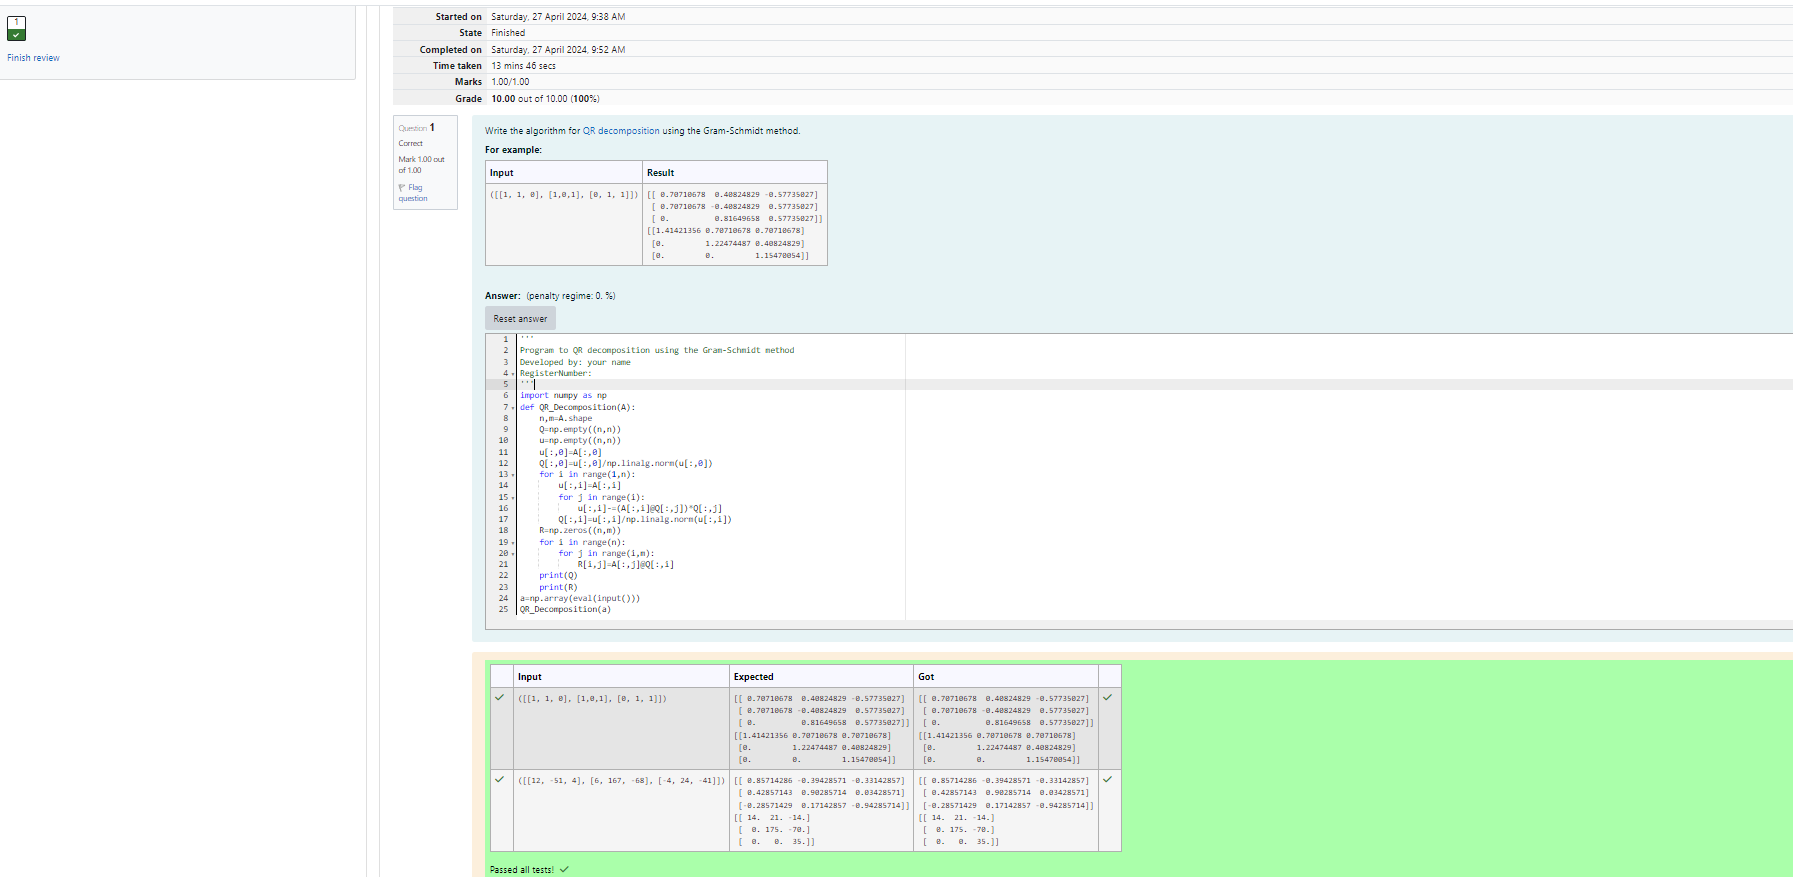 1
Finish review
Started on Saturday, 27 April 2024, 9:38 AM
State Finished
Completed on Saturday, 27 April 2024, 9:52 AM
Time taken 13 mins 46 secs
Marks 1.00/1.00
Grade 10.00 out of 10.00 (100%)
Question 1
Correct
Mark 1.00 out
of 1.00
Flag
question
Write the algorithm for QR decomposition using the Gram-Schmidt method.
For example:
Input Result
([[1, 1, 0], [1,0,1], [0, 1, 1]]) [[ 0.70710678 0.40824829 -0.57735027]
[ 0.70710678 -0.40824829 0.57735027]
[ 0. 0.81649658 0.57735027]]
[[1.41421356 0.70710678 0.70710678]
[0. 1.22474487 0.40824829]
[0. 0. 1.15470054]]
Answer: (penalty regime: 0, %)
Reset answer
1 '''
2 Program to QR decomposition using the Gram-Schmidt method
3 Developed by: your name
4 RegisterNumber:
5 '''
6 import numpy as np
7 def QR_Decomposition(A):
8 n,m=A.shape
9 Q=np.empty((n,n))
10 u=np.empty((n,n))
11 u[:,0]=A[:,0]
12 Q[:,0]=u[:,0]/np.linalg.norm(u[:,0])
13 for i in range(1,n):
14 u[:,i]=A[:,i]
15 for j in range(i):
16 u[:,i]-=(A[:,i]@Q[:,j])*Q[:,j]
17 Q[:,i]=u[:,i]/np.linalg.norm(u[:,i])
18 R=np.zeros((n,m))
19 for i in range(n):
20 for j in range(i,m):
21 R[i,j]=A[:,j]@Q[:,i]
22 print(Q)
23 print(R)
24 a=np.array(eval(input()))
25 QR_Decomposition(a)
Input Expected Got
([[1, 1, 0], [1,0,1], [0, 1, 1]]) [[ 0.70710678 0.40824829 -0.57735027] [[ 0.70710678 0.40824829 -0.57735027]
[ 0.70710678 -0.40824829 0.57735027] [ 0.70710678 -0.40824829 0.57735027]
[ 0. 0.81649658 0.57735027]] [ 0. 0.81649658 0.57735027]]
[[1.41421356 0.70710678 0.70710678] [[1.41421356 0.70710678 0.70710678]
[0. 1.22474487 0.40824829] [0. 1.22474487 0.40824829]
[0. 0. 1.15470054]] [0. 0. 1.15470054]]
([[12, -51, 4], [6, 167, -68], [-4, 24, -41]]) [[ 0.85714286 -0.39428571 -0.33142857] [[ 0.85714286 -0.39428571 -0.33142857]
[ 0.42857143 0.90285714 0.03428571] [ 0.42857143 0.90285714 0.03428571]
[-0.28571429 0.17142857 -0.94285714]] [-0.28571429 0.17142857 -0.94285714]]
[[ 14. 21. -14.] [[ 14. 21. -14.]
[ 0. 175. -70.] [ 0. 175. -70.]
[ 0. 0. 35.]] [ 0. 0. 35.]]
Passed all tests!